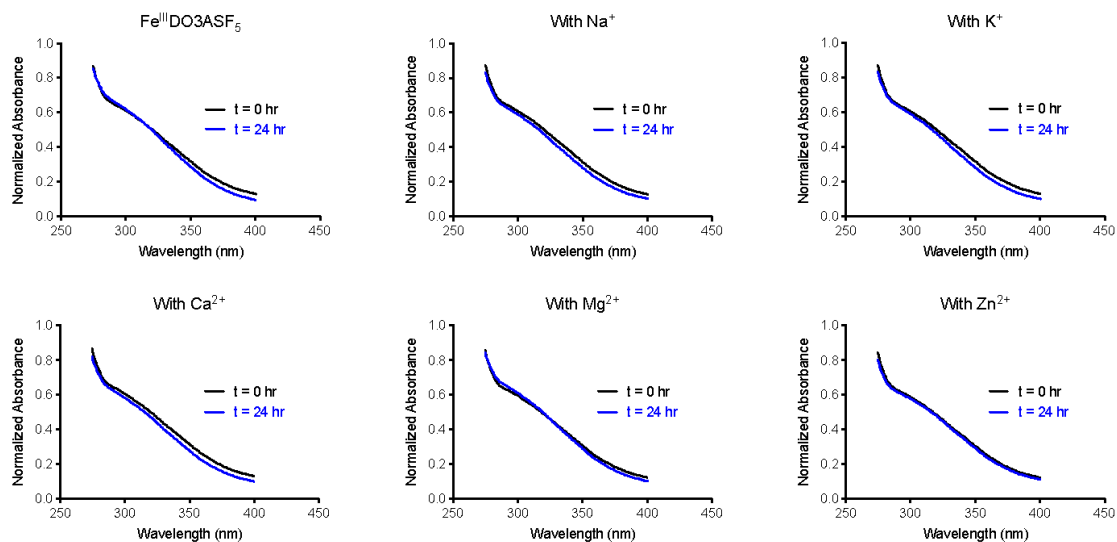 Fe^III DO3ASF₅
Normalized Absorbance
1.0
0.8
0.6
0.4
0.2
0.0
t = 0 hr
t = 24 hr
250 300 350 400 450
Wavelength (nm)
With Na⁺
Normalized Absorbance
1.0
0.8
0.6
0.4
0.2
0.0
t = 0 hr
t = 24 hr
250 300 350 400 450
Wavelength (nm)
With K⁺
Normalized Absorbance
1.0
0.8
0.6
0.4
0.2
0.0
t = 0 hr
t = 24 hr
250 300 350 400 450
Wavelength (nm)
With Ca²⁺
Normalized Absorbance
1.0
0.8
0.6
0.4
0.2
0.0
t = 0 hr
t = 24 hr
250 300 350 400 450
Wavelength (nm)
With Mg²⁺
Normalized Absorbance
1.0
0.8
0.6
0.4
0.2
0.0
t = 0 hr
t = 24 hr
250 300 350 400 450
Wavelength (nm)
With Zn²⁺
Normalized Absorbance
1.0
0.8
0.6
0.4
0.2
0.0
t = 0 hr
t = 24 hr
250 300 350 400 450
Wavelength (nm)